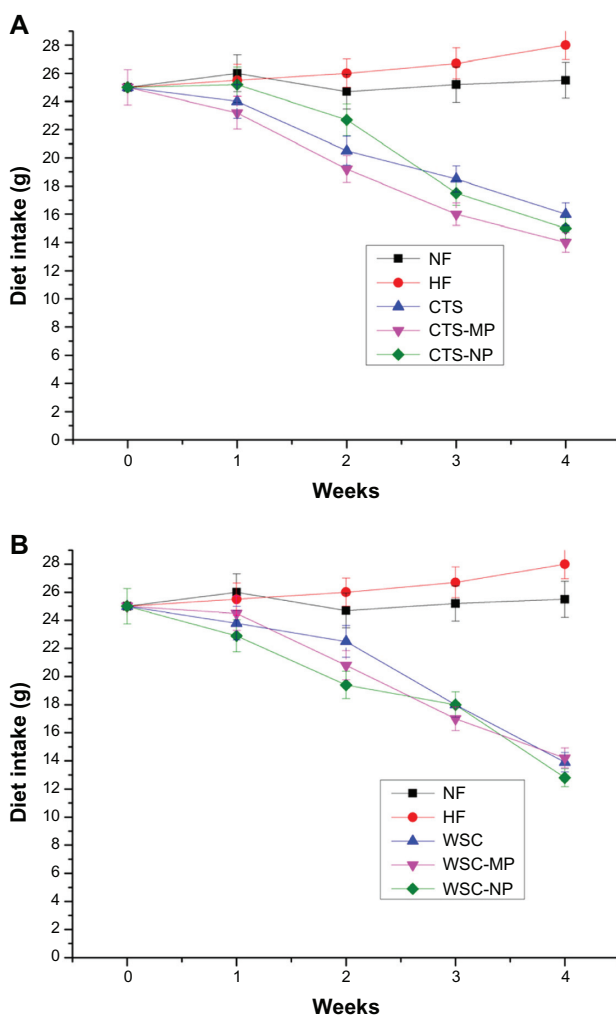 A
Diet intake (g)
28
26
24
22
20
18
16
14
12
10
8
6
4
2
0
NF
HF
CTS
CTS-MP
CTS-NP
0 1 2 3 4
Weeks
B
Diet intake (g)
28
26
24
22
20
18
16
14
12
10
8
6
4
2
0
NF
HF
WSC
WSC-MP
WSC-NP
0 1 2 3 4
Weeks